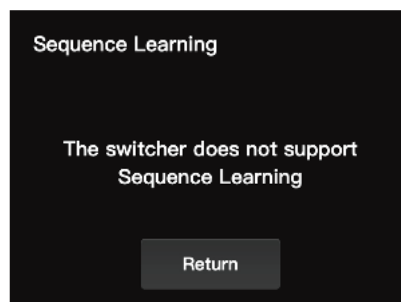 Sequence Learning
The switcher does not support
Sequence Learning
Return